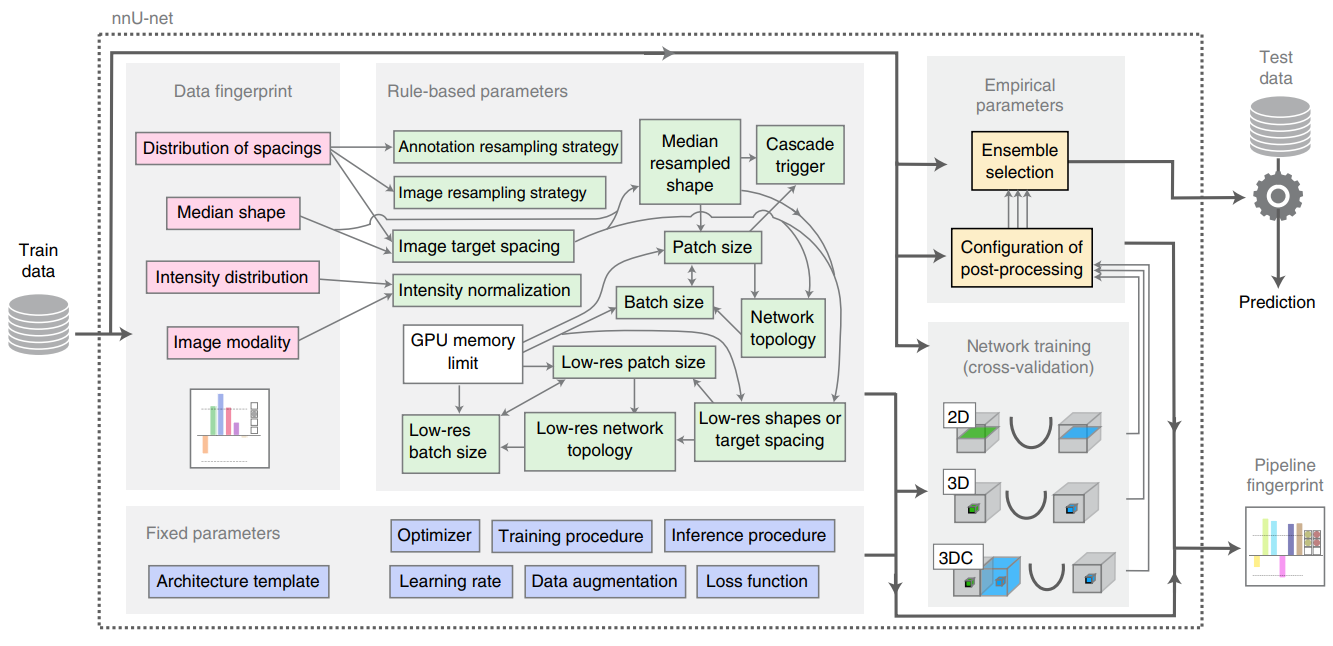 nnU-net
Test
data
Data fingerprint
Rule-based parameters
Empirical
parameters
Distribution of spacings
Annotation resampling strategy
Median
resampled
shape
Cascade
trigger
Ensemble
selection
Image resampling strategy
Median shape
Image target spacing
Patch size
Configuration of
post-processing
Train
data
Intensity distribution
Intensity normalization
Batch size
Prediction
Image modality
GPU memory
limit
Network
topology
Low-res patch size
Network training
(cross-validation)
Low-res
batch size
Low-res network
topology
Low-res shapes or
target spacing
2D
3D
3DC
Pipeline
fingerprint
Fixed parameters
Optimizer
Training procedure
Inference procedure
Architecture template
Learning rate
Data augmentation
Loss function